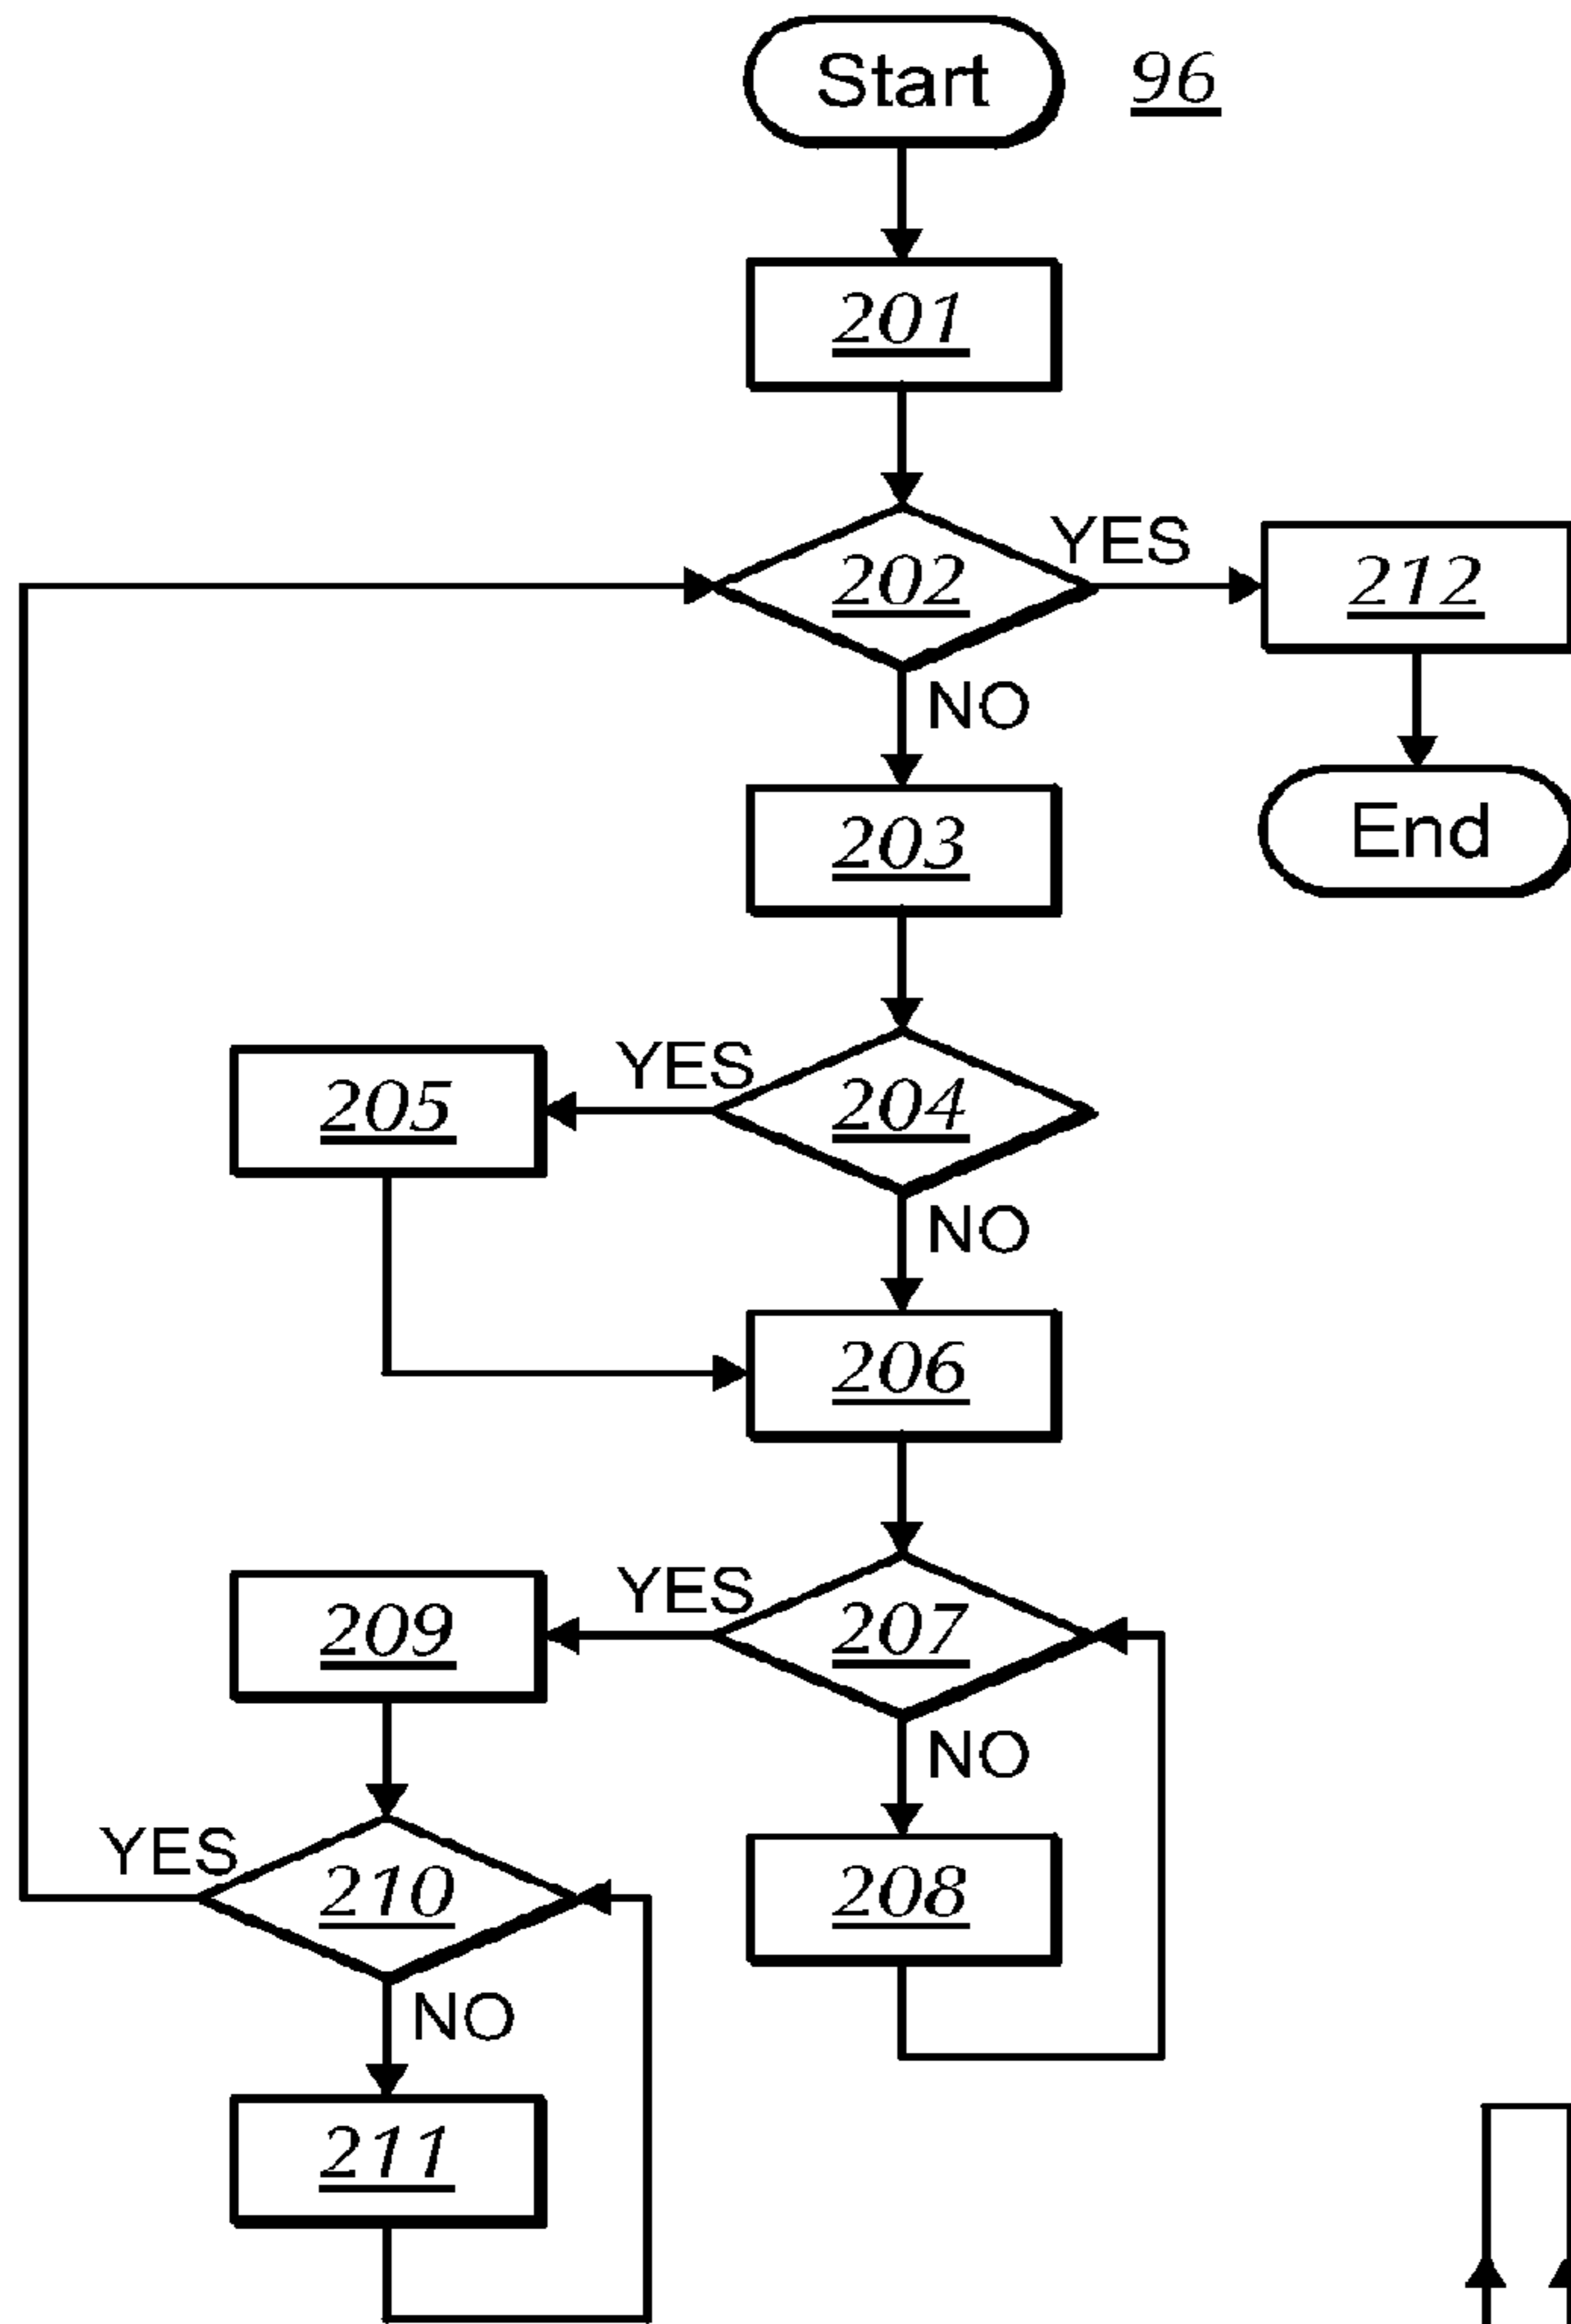 Start
96
201
202
YES
212
NO
203
End
YES
205
204
NO
206
YES
209
207
NO
YES
210
208
NO
211